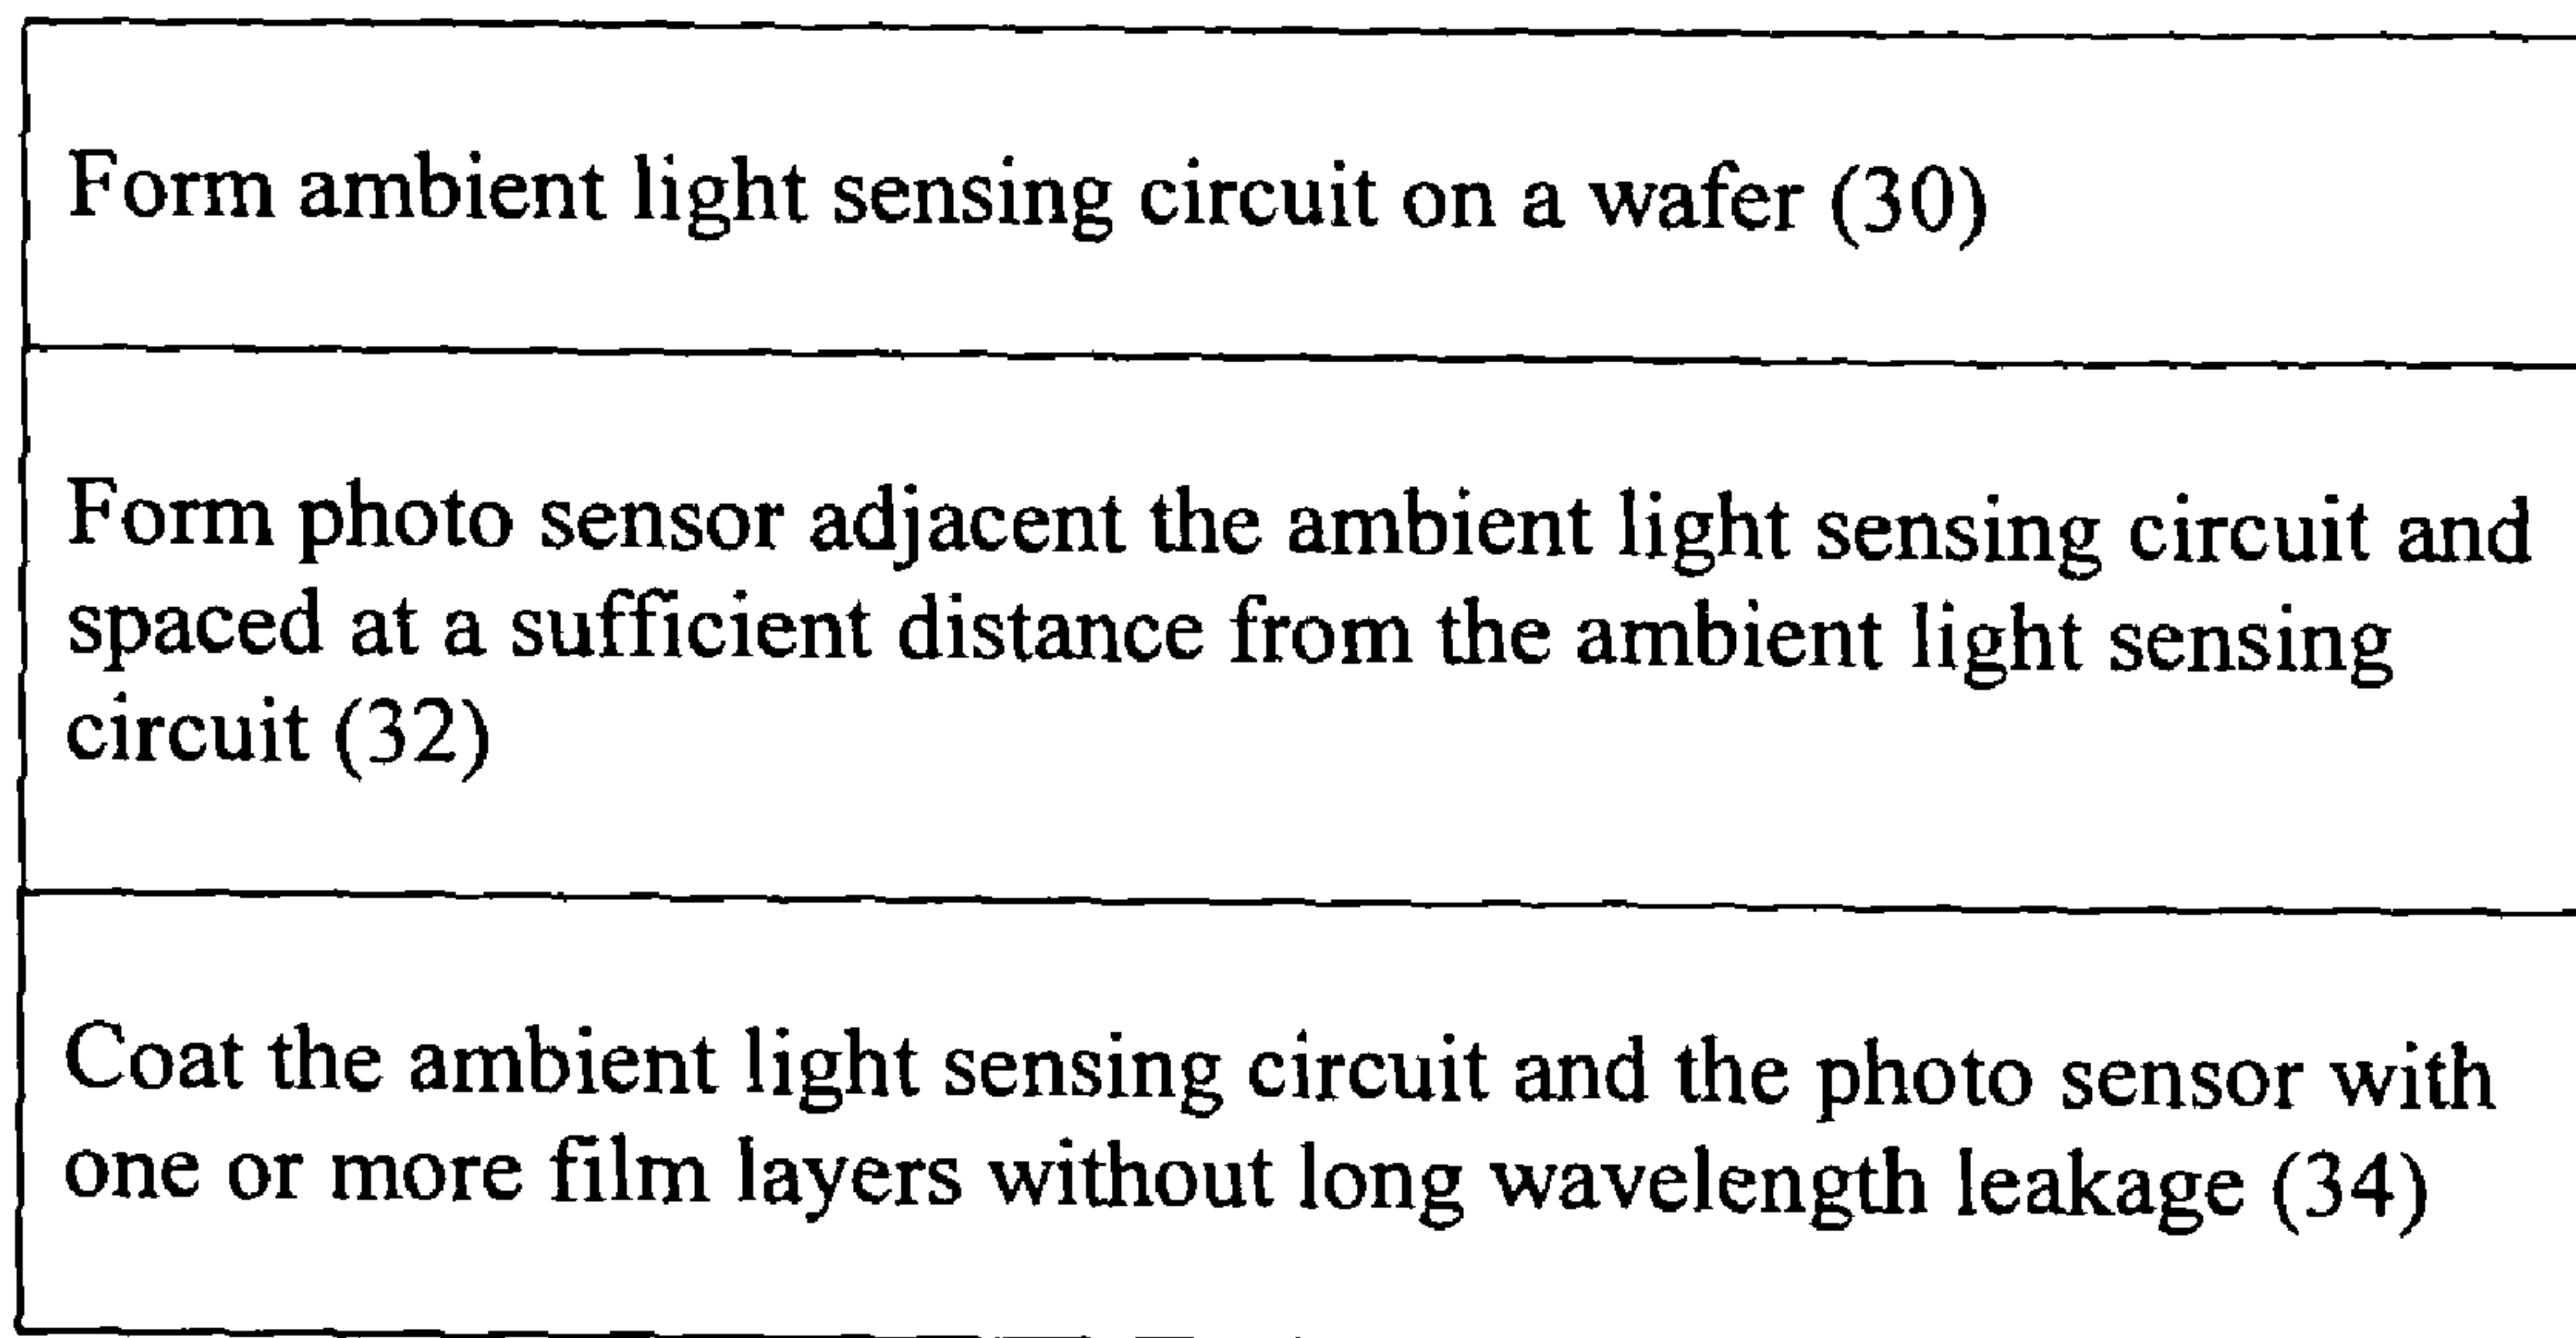 Form ambient light sensing circuit on a wafer (30)
Form photo sensor adjacent the ambient light sensing circuit and
spaced at a sufficient distance from the ambient light sensing
circuit (32)
Coat the ambient light sensing circuit and the photo sensor with
one or more film layers without long wavelength leakage (34)